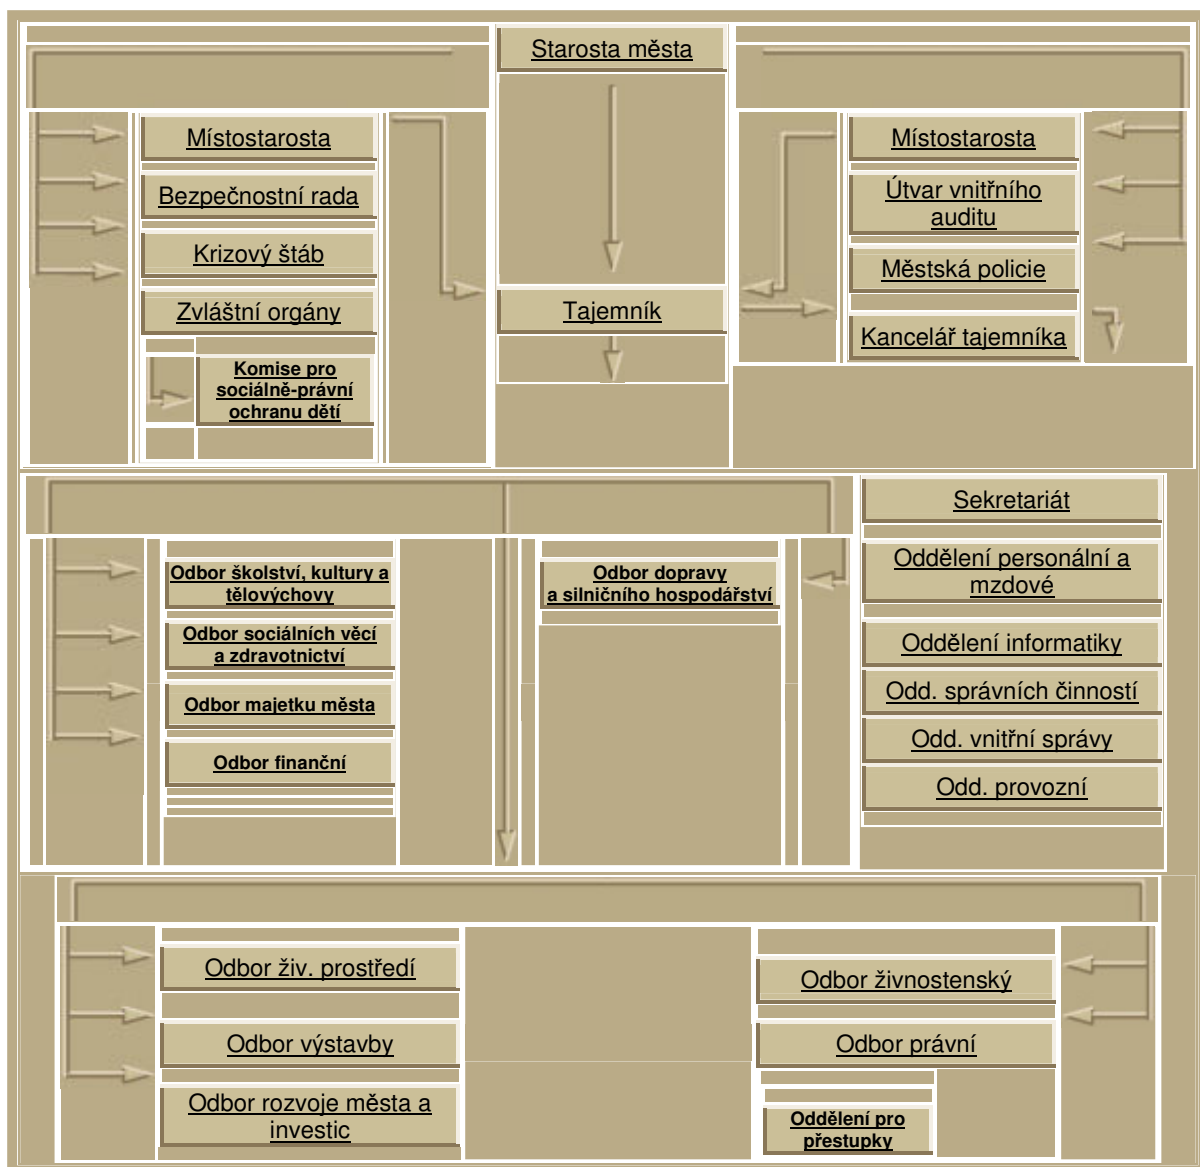 Starosta města
Místostarosta
Bezpečnostní rada
Krizový štáb
Zvláštní orgány
Komise pro
sociálně-právní
ochranu dětí
Tajemník
Místostarosta
Útvar vnitřního
auditu
Městská policie
Kancelář tajemníka
Odbor školství, kultury a
tělovýchovy
Odbor sociálních věcí
a zdravotnictví
Odbor majetku města
Odbor finanční
Odbor dopravy
a silničního hospodářství
Sekretariát
Oddělení personální a
mzdové
Oddělení informatiky
Odd. správních činností
Odd. vnitřní správy
Odd. provozní
Odbor živ. prostředí
Odbor výstavby
Odbor rozvoje města a
investic
Odbor živnostenský
Odbor právní
Oddělení pro
přestupky